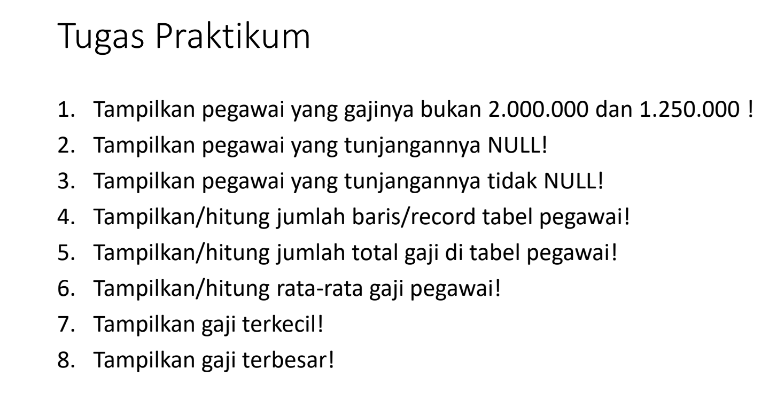 Tugas Praktikum
1. Tampilkan pegawai yang gajinya bukan 2.000.000 dan 1.250.000 !
2. Tampilkan pegawai yang tunjangannya NULL!
3. Tampilkan pegawai yang tunjangannya tidak NULL!
4. Tampilkan/hitung jumlah baris/record tabel pegawai!
5. Tampilkan/hitung jumlah total gaji di tabel pegawai!
6. Tampilkan/hitung rata-rata gaji pegawai!
7. Tampilkan gaji terkecil!
8. Tampilkan gaji terbesar!